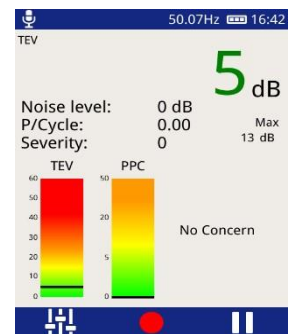 50.07Hz 16:42
TEV
5 dB
Noise level: 0 dB
P/Cycle: 0.00
Severity: 0
Max
13 dB
TEV PPC
60 50
50
40
20
30
20
5
10
0 0
No Concern